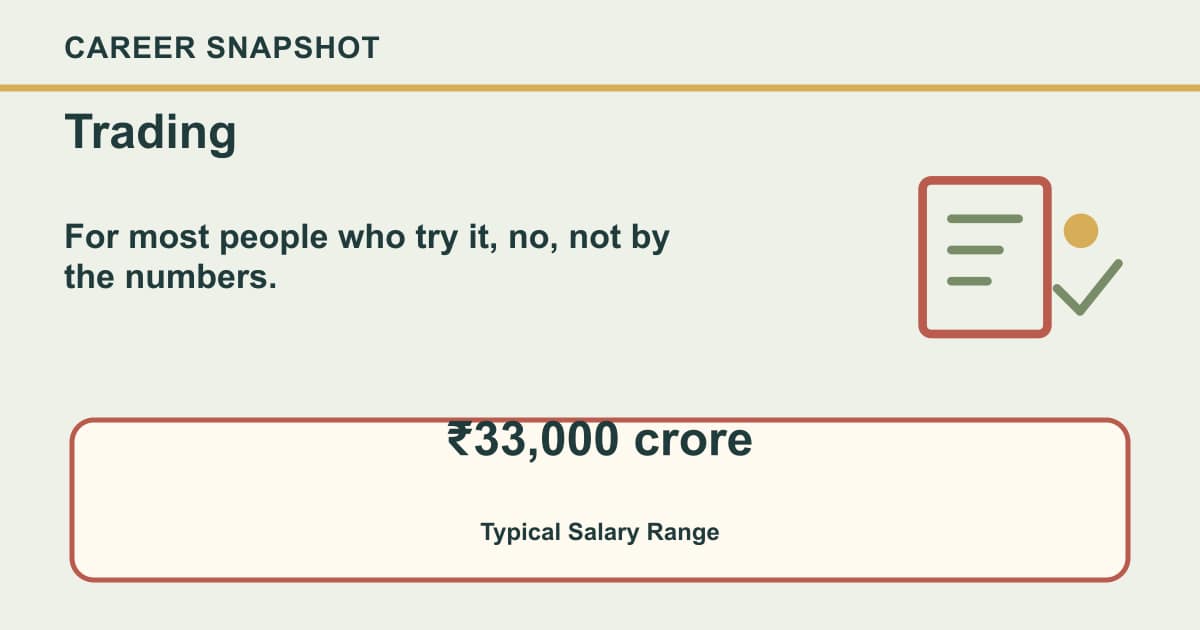 CAREER SNAPSHOT
Trading
For most people who try it, no, not by
the numbers.
₹33,000 crore
Typical Salary Range